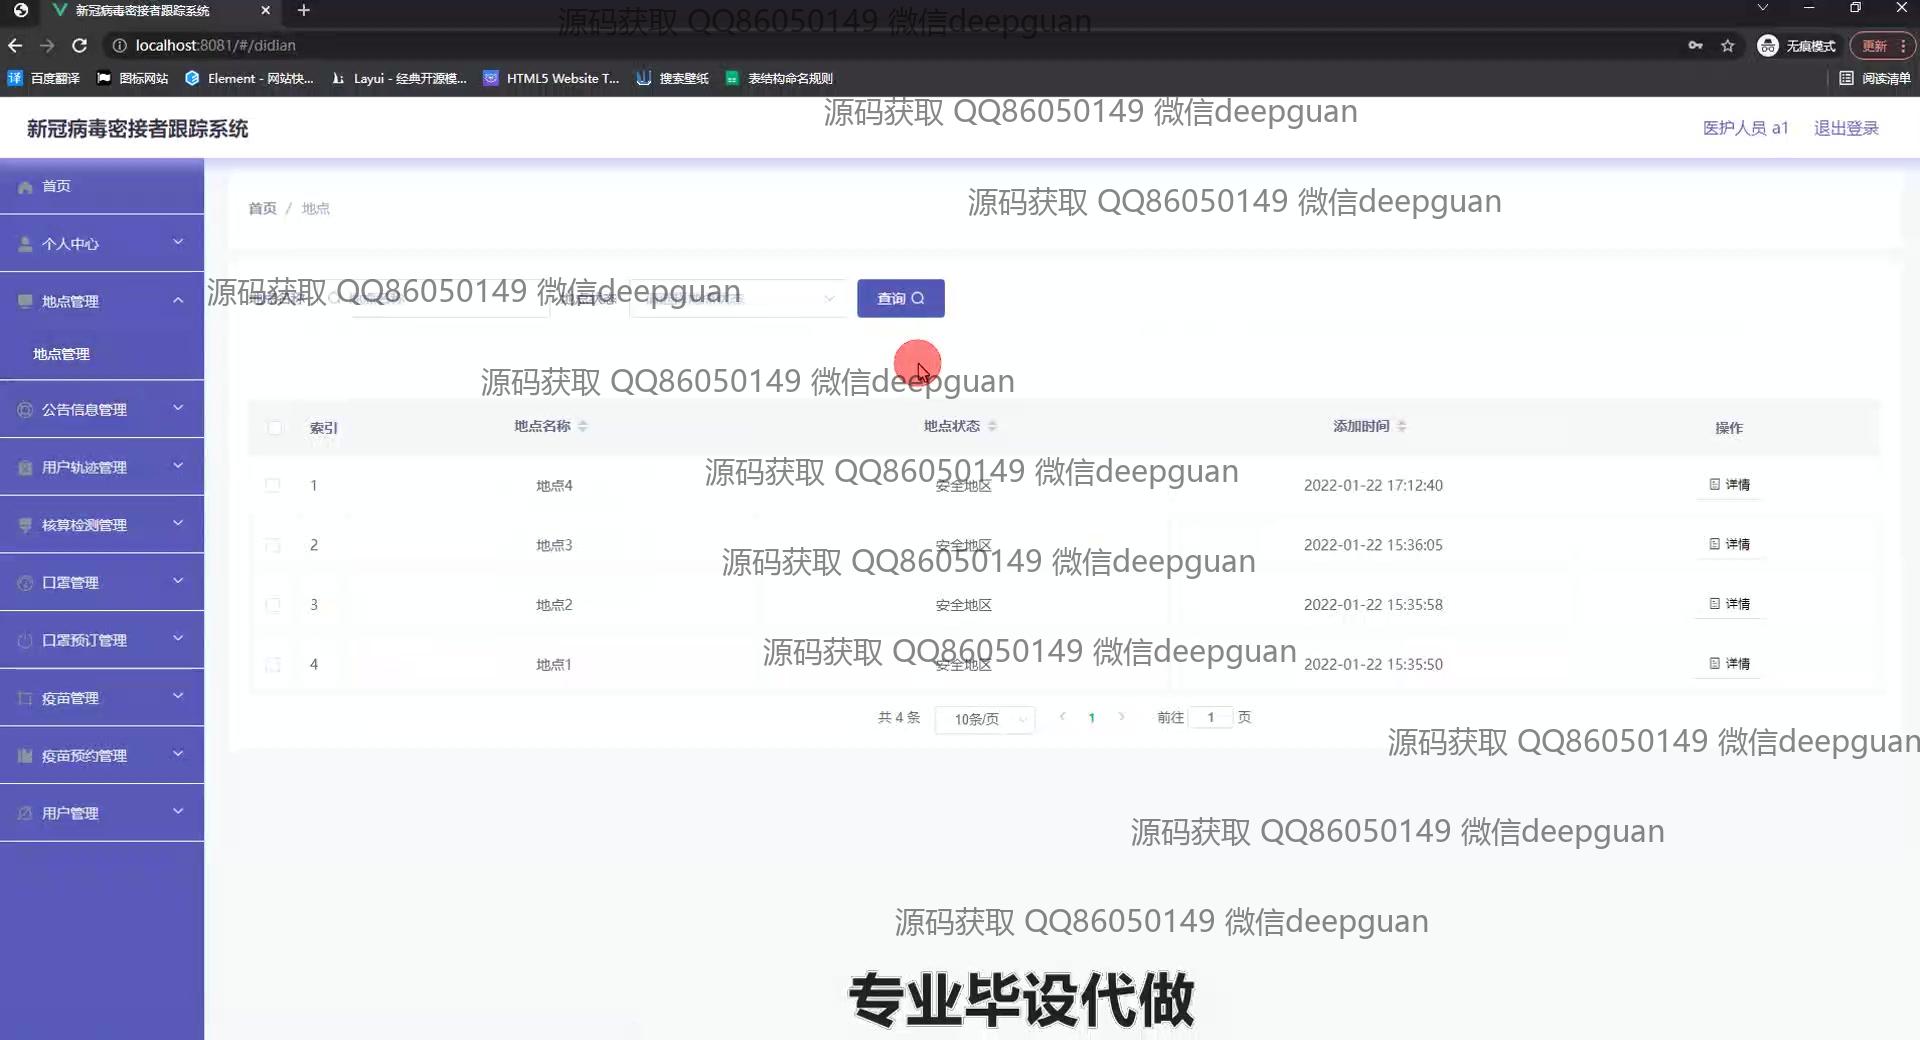 新冠病毒密接者跟踪系统
源码获取 QQ86050149 微信deepguan
localhost:8081/#/didian
无痕模式
更新
百度翻译
图标网站
Element - 网站快...
Layui - 经典开源模...
HTML5 Website T...
搜索壁纸
表结构命名规则
阅读清单
源码获取 QQ86050149 微信deepguan
新冠病毒密接者跟踪系统
医护人员 a1
退出登录
首页
个人中心
地点管理
地点管理
公告信息管理
用户轨迹管理
核算检测管理
口罩管理
口罩预订管理
疫苗管理
疫苗预约管理
用户管理
源码获取 QQ86050149 微信deepguan
首页 / 地点
源码获取 QQ86050149 微信deepguan
查询
源码获取 QQ86050149 微信deepguan
索引 地点名称 地点状态 添加时间 操作
源码获取 QQ86050149 微信deepguan
1 地点4 安全地区 2022-01-22 17:12:40 详情
2 地点3 安全地区 2022-01-22 15:36:05 详情
源码获取 QQ86050149 微信deepguan
3 地点2 安全地区 2022-01-22 15:35:58 详情
源码获取 QQ86050149 微信deepguan
4 地点1 安全地区 2022-01-22 15:35:50 详情
共 4 条 10条/页 1 前往 1 页
源码获取 QQ86050149 微信deepguan
源码获取 QQ86050149 微信deepguan
源码获取 QQ86050149 微信deepguan
专业毕设代做